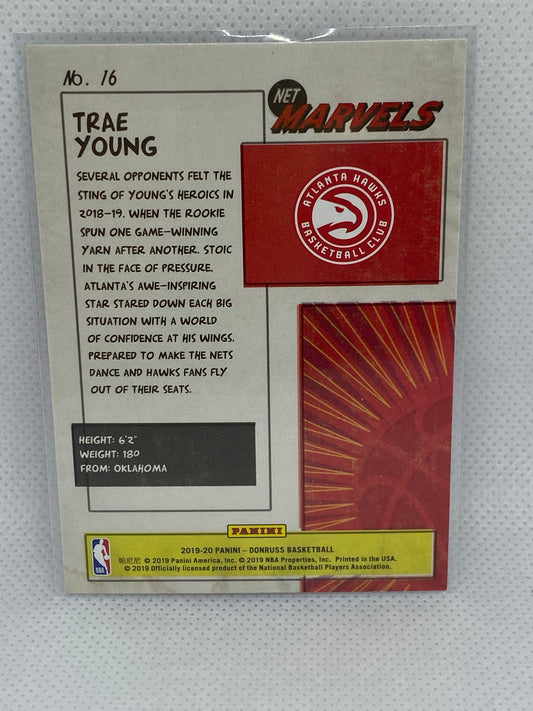 No. 16
NET
MARVELS
TRAE
YOUNG
SEVERAL OPPONENTS FELT THE
STING OF YOUNG'S HEROICS IN
2018–19. WHEN THE ROOKIE
SPUN ONE GAME–WINNING
YARN AFTER ANOTHER. STOIC
IN THE FACE OF PRESSURE.
ATLANTA'S AWE–INSPIRING
STAR STARED DOWN EACH BIG
SITUATION WITH A WORLD
OF CONFIDENCE AT HIS WINGS.
PREPARED TO MAKE THE NETS
DANCE AND HAWKS FANS FLY
OUT OF THEIR SEATS.
ATLANTA HAWKS
BASKETBALL CLUB
HEIGHT: 6'2"
WEIGHT: 180
FROM: OKLAHOMA
PANINI
2019-20 PANINI – DONRUSS BASKETBALL
帕尼尼 © 2019 Panini America, Inc. © 2019 NBA Properties, Inc. Printed in the USA.
© 2019 Officially licensed product of the National Basketball Players Association.
NBA